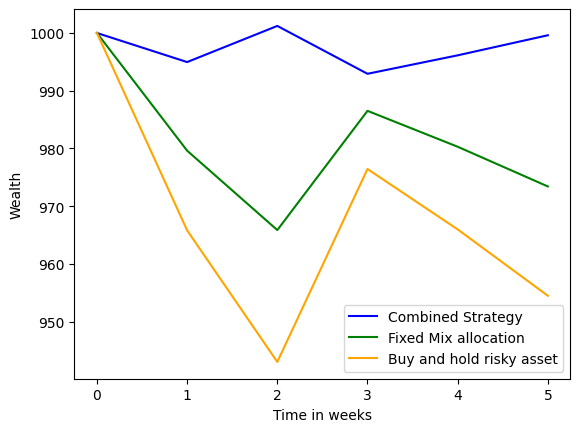 1000
990
980
970
960
950
Wealth
0 1 2 3 4 5
Time in weeks
Combined Strategy
Fixed Mix allocation
Buy and hold risky asset